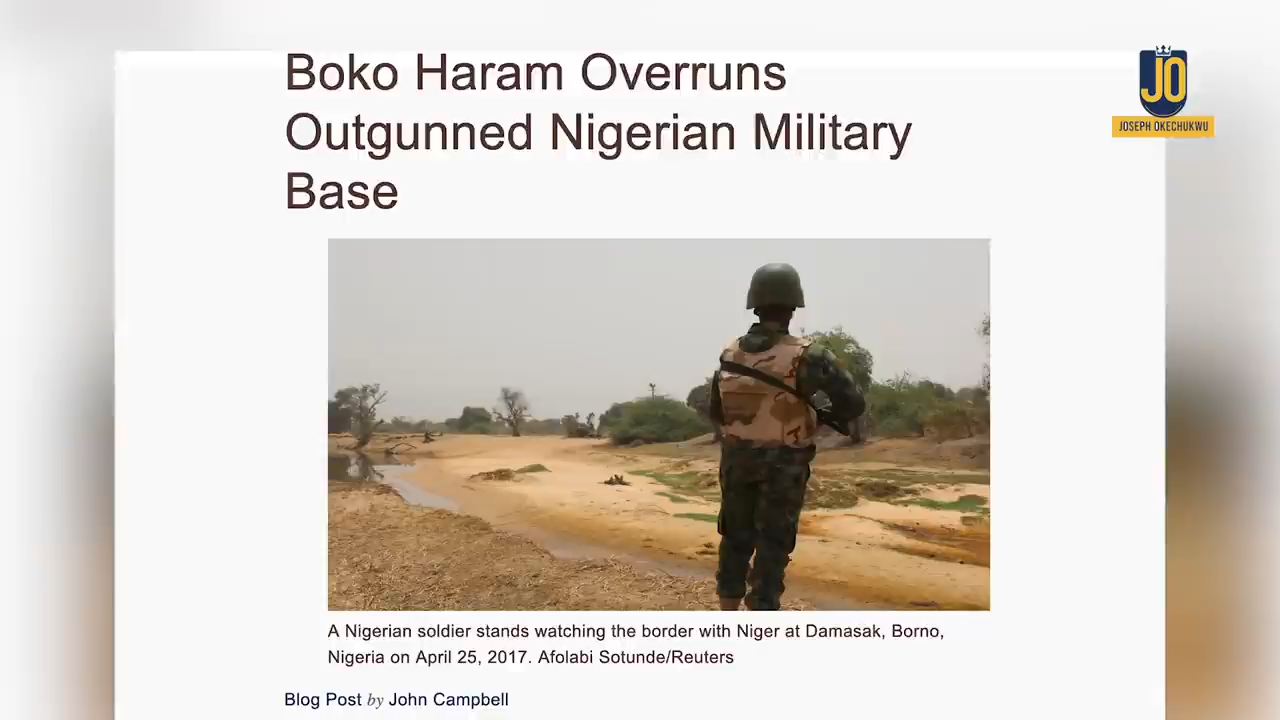 Boko Haram Overruns
Outgunned Nigerian Military
Base
JO
JOSEPH OKECHUKWU
A Nigerian soldier stands watching the border with Niger at Damasak, Borno,
Nigeria on April 25, 2017. Afolabi Sotunde/Reuters
Blog Post by John Campbell